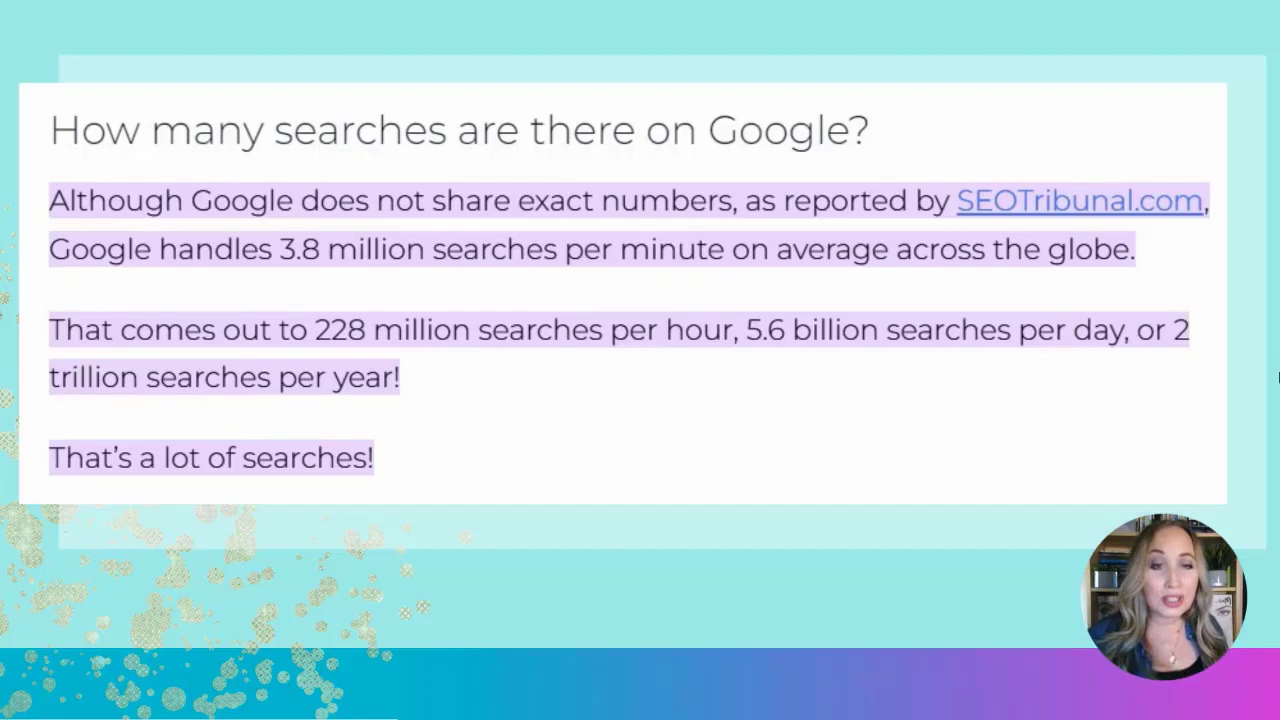 How many searches are there on Google?
Although Google does not share exact numbers, as reported by SEOTribunal.com,
Google handles 3.8 million searches per minute on average across the globe.
That comes out to 228 million searches per hour, 5.6 billion searches per day, or 2
trillion searches per year!
That’s a lot of searches!